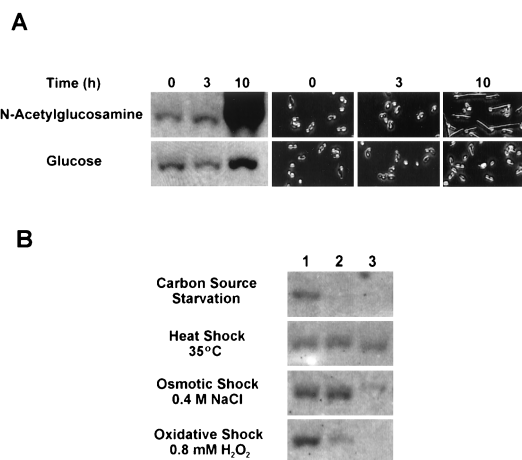 A
Time (h) 0 3 10 0 3 10
N-Acetylglucosamine
Glucose
B
1 2 3
Carbon Source
Starvation
Heat Shock
35°C
Osmotic Shock
0.4 M NaCl
Oxidative Shock
0.8 mM H₂O₂